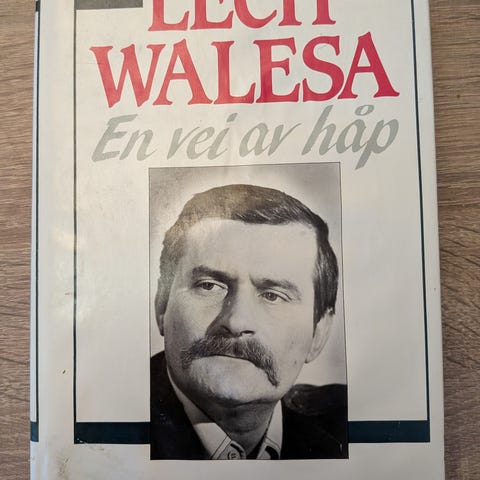 LECH
WALESA
En vei av håp